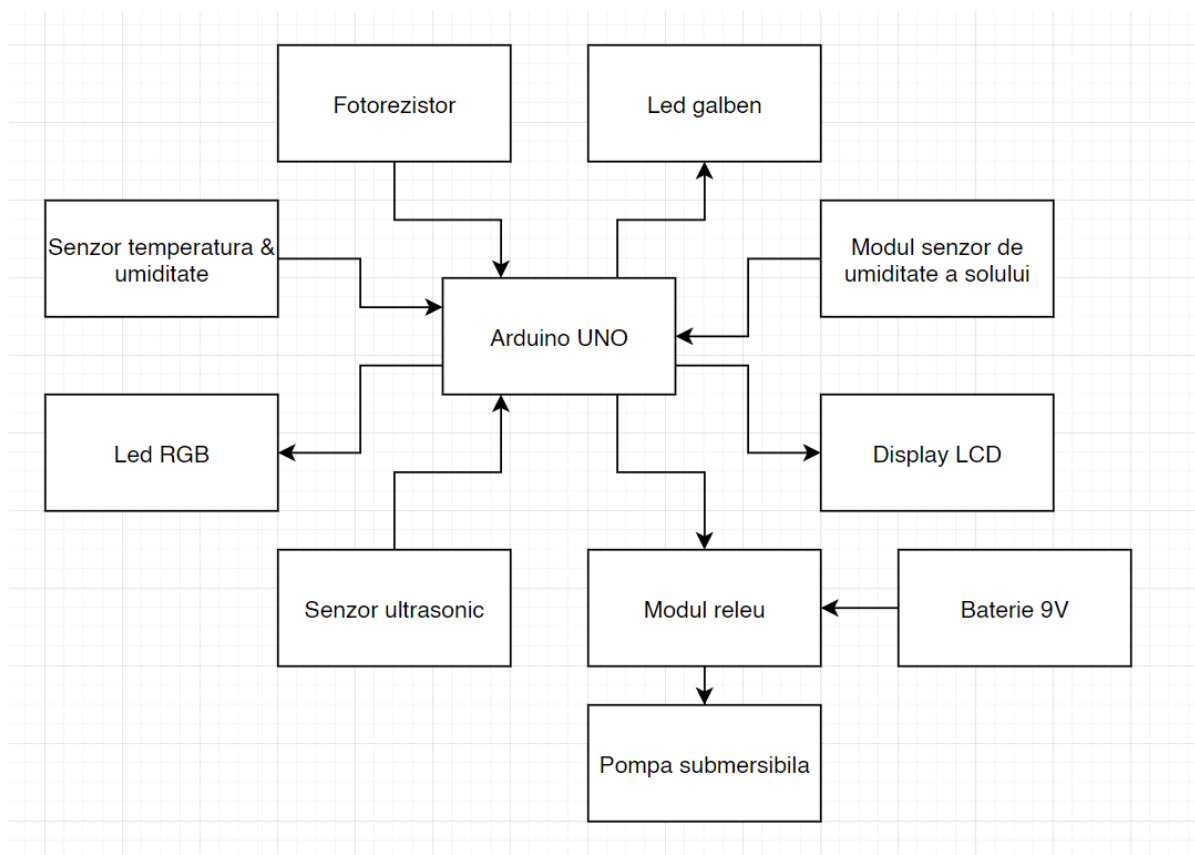 Fotorezistor
Led galben
Senzor temperatura &
umiditate
Modul senzor de
umiditate a solului
Arduino UNO
Led RGB
Display LCD
Senzor ultrasonic
Modul releu
Baterie 9V
Pompa submersibila